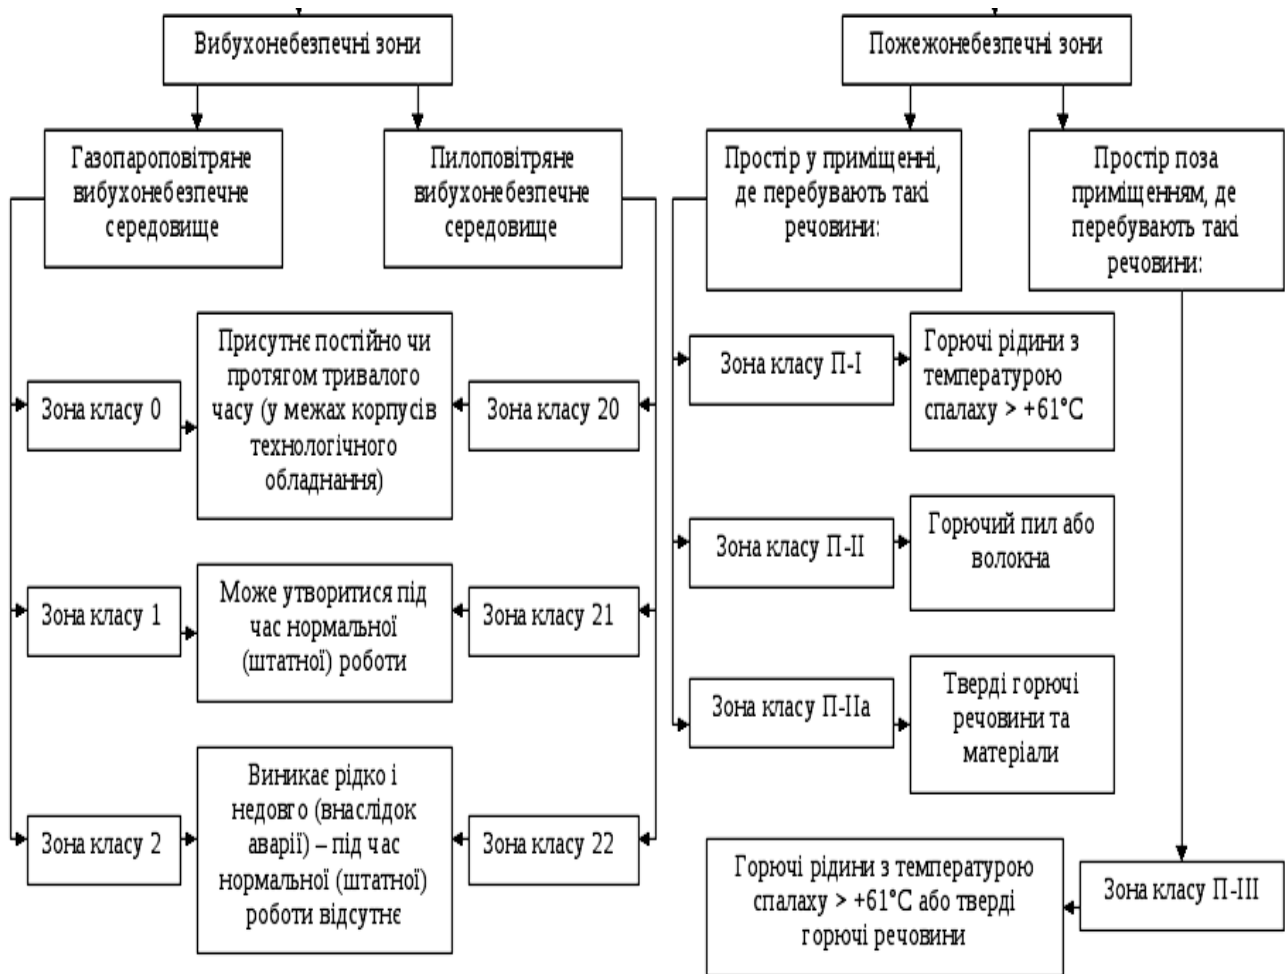 Вибухонебезпечні зони
Пожежонебезпечні зони
Газопароповітряне
вибухонебезпечне
середовище
Пилоповітряне
вибухонебезпечне
середовище
Простір у приміщенні,
де перебувають такі
речовини:
Простір поза
приміщенням, де
перебувають такі
речовини:
Зона класу 0
Присутнє постійно чи
протягом тривалого
часу (у межах корпусів
технологічного
обладнання)
Зона класу 20
Зона класу П-І
Горючі рідини з
температурою
спалаху > +61°С
Зона класу 1
Може утворитися під
час нормальної
(штатної) роботи
Зона класу 21
Зона класу П-ІІ
Горючий пил або
волокна
Зона класу П-ІІа
Тверді горючі
речовини та
матеріали
Зона класу 2
Виникає рідко і
недовго (внаслідок
аварії) – під час
нормальної (штатної)
роботи відсутнє
Зона класу 22
Горючі рідини з температурою
спалаху > +61°С або тверді
горючі речовини
Зона класу П-ІІІ